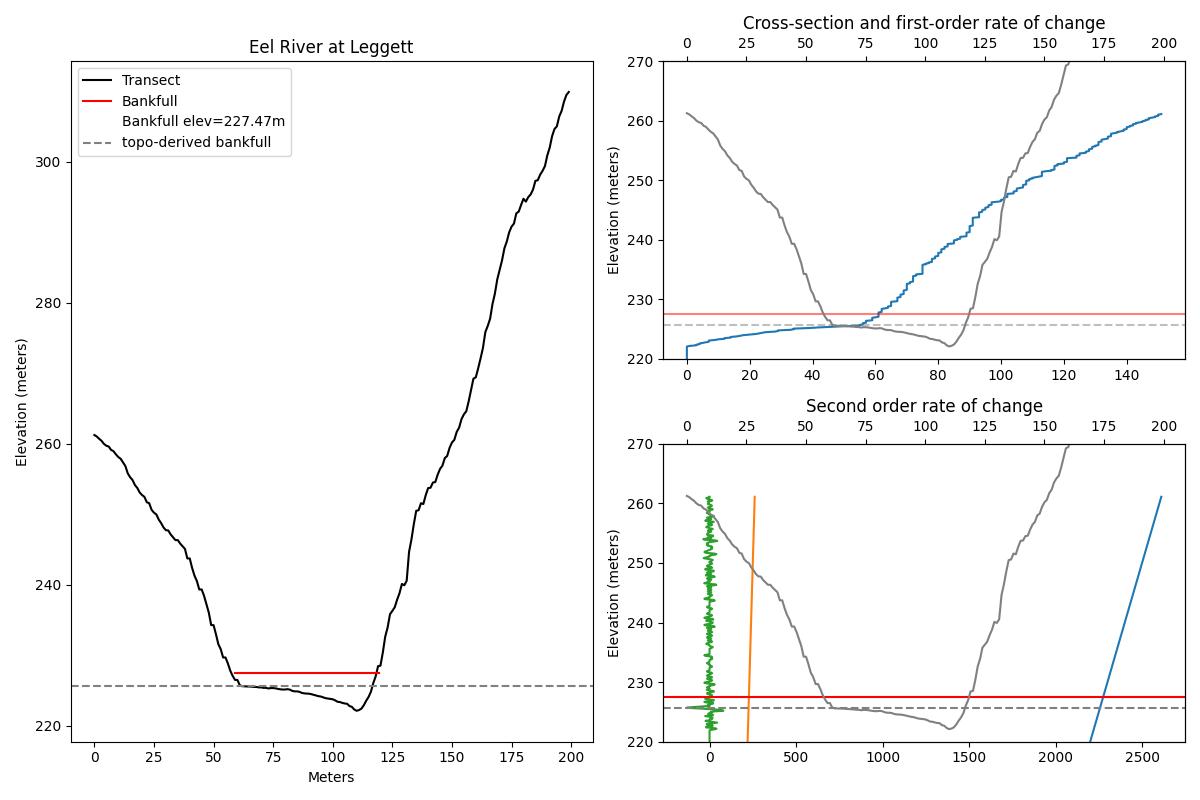 Eel River at Leggett
Transect
Bankfull
Bankfull elev=227.47m
topo-derived bankfull
Elevation (meters)
300
280
260
240
220
0 25 50 75 100 125 150 175 200
Meters
Cross-section and first-order rate of change
0 25 50 75 100 125 150 175 200
Elevation (meters)
270
260
250
240
230
220
0 20 40 60 80 100 120 140
Second order rate of change
0 25 50 75 100 125 150 175 200
Elevation (meters)
270
260
250
240
230
220
0 500 1000 1500 2000 2500